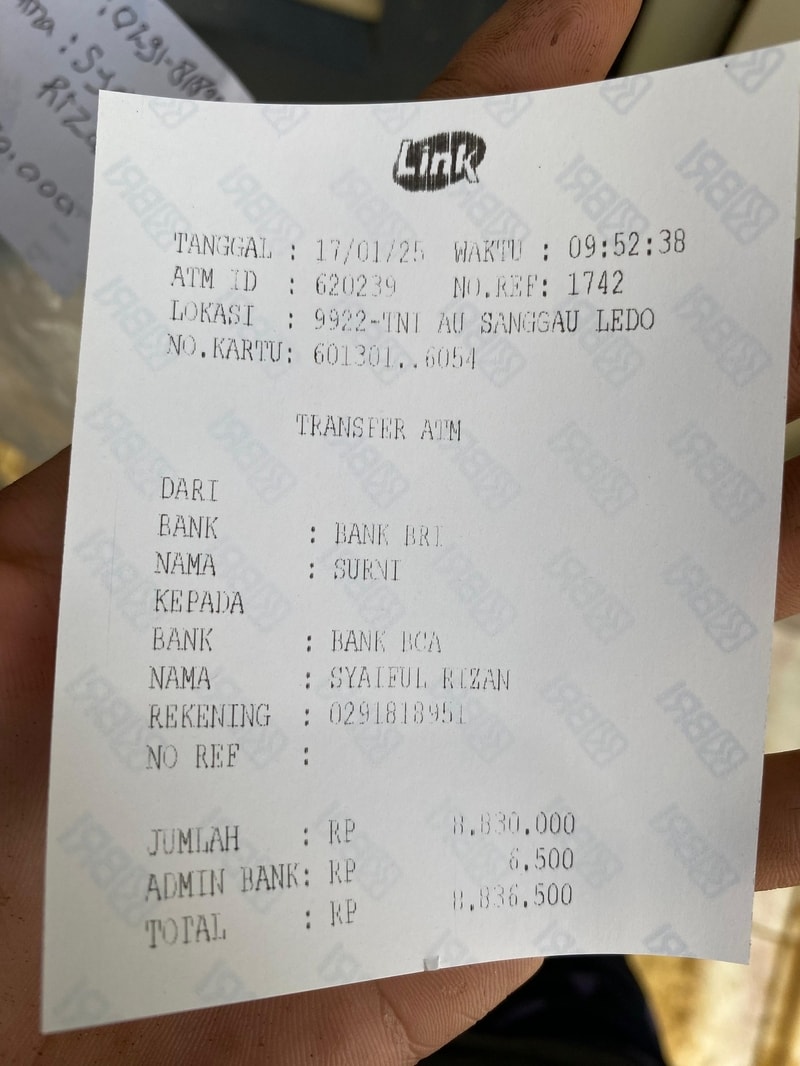 Link
TANGGAL : 17/01/25 WAKTU : 09:52:38
ATM ID : 620239 NO.REF: 1742
LOKASI : 9922-TNI AU SANGGAU LEDO
NO.KARTU: 601301..6054
TRANSFER ATM
DARI
BANK : BANK BRI
NAMA : SURNI
KEPADA
BANK : BANK BCA
NAMA : SYAIFUL RIZAN
REKENING : 0291818951
NO REF :
JUMLAH : RP 8.830.000
ADMIN BANK: RP 6.500
TOTAL : RP 8.836.500
BRI